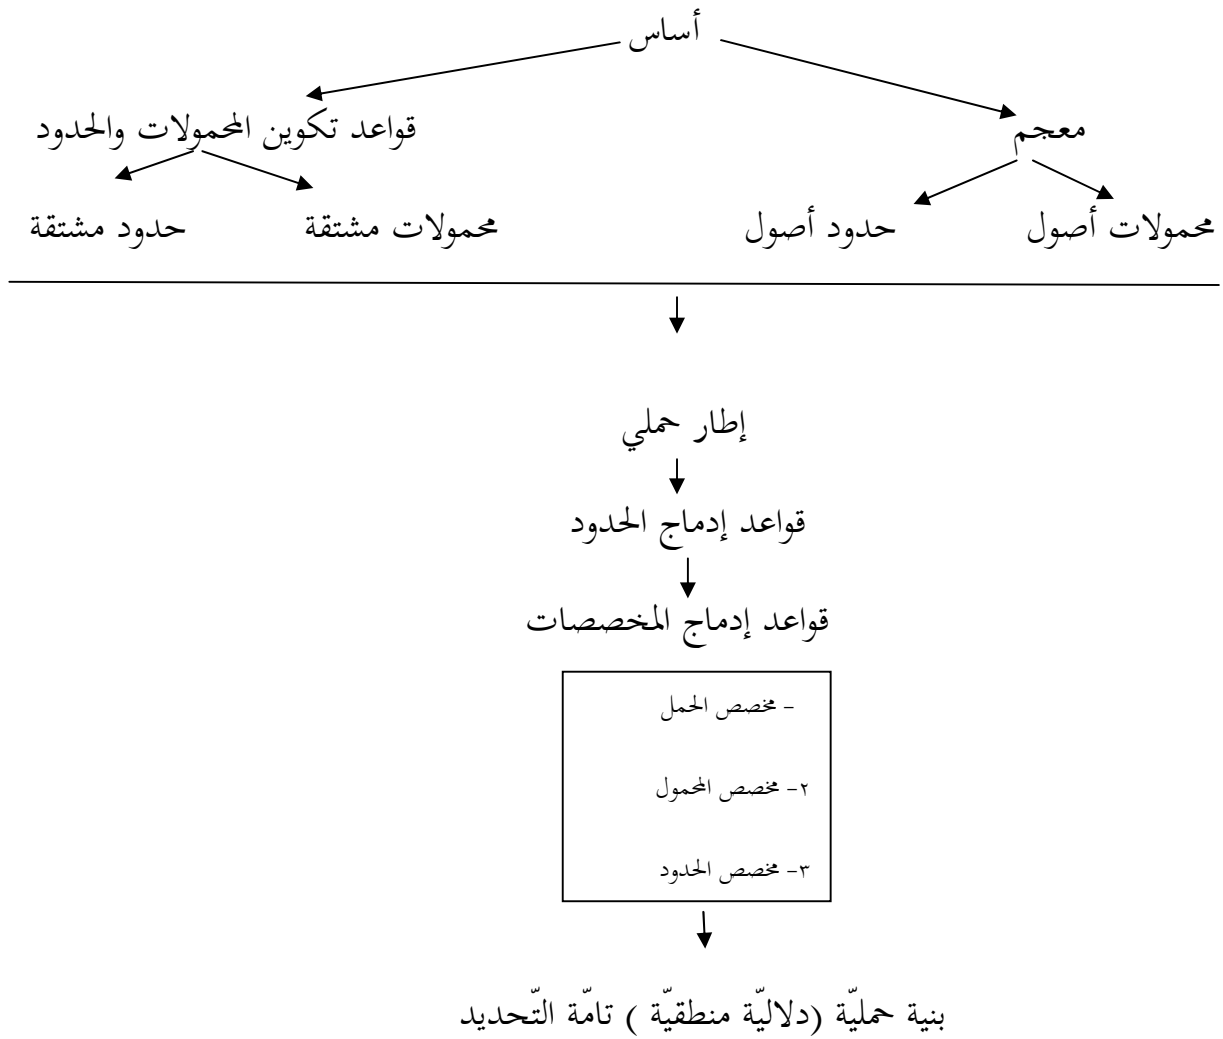 أساس
معجم
قواعد تكوين المحمولات والحدود
محمولات أصول
حدود أصول
محمولات مشتقة
حدود مشتقة
إطار حملي
قواعد إدماج الحدود
قواعد إدماج المخصصات
- مخصص الحمل
٢- مخصص المحمول
٣- مخصص الحدود
بنية حمليّة (دلاليّة منطقيّة ) تامّة التّحديد